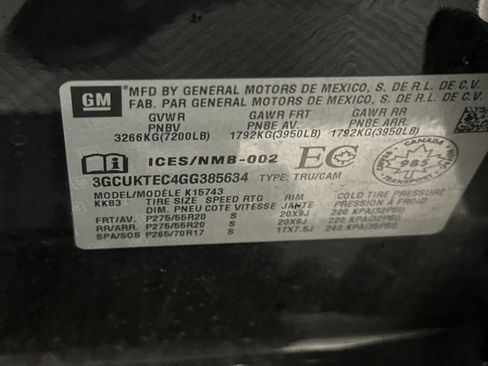 GM
MFD BY GENERAL MOTORS DE MEXICO, S. DE R.L. DE C.V.
FAB. PAR GENERAL MOTORS DE MEXICO, S. DE R.L. DE C.V.
GVWR GAWR FRT GAWR RR
PNBV PNBE AV. PNBE ARR.
3266KG(7200LB) 1792KG(3950LB) 1792KG(3950LB)
ICES/NMB-002 EC
CANADA
985
TRANSPORT
3GCUKTEC4GG385634 TYPE: TRU/CAM
MODEL/MODÈLE K15743
KK83 TIRE SIZE SPEED RTG RIM COLD TIRE PRESSURE
DIM. PNEU COTE VITESSE JANTE PRESSION À FROID
FRT/AV. P275/55R20 S 20X9J 220 KPA(32PSI)
RR/ARR. P275/55R20 S 20X9J 220 KPA(32PSI)
SPA/SOS P265/70R17 S 17X7.5J 240 KPA(35PSI)